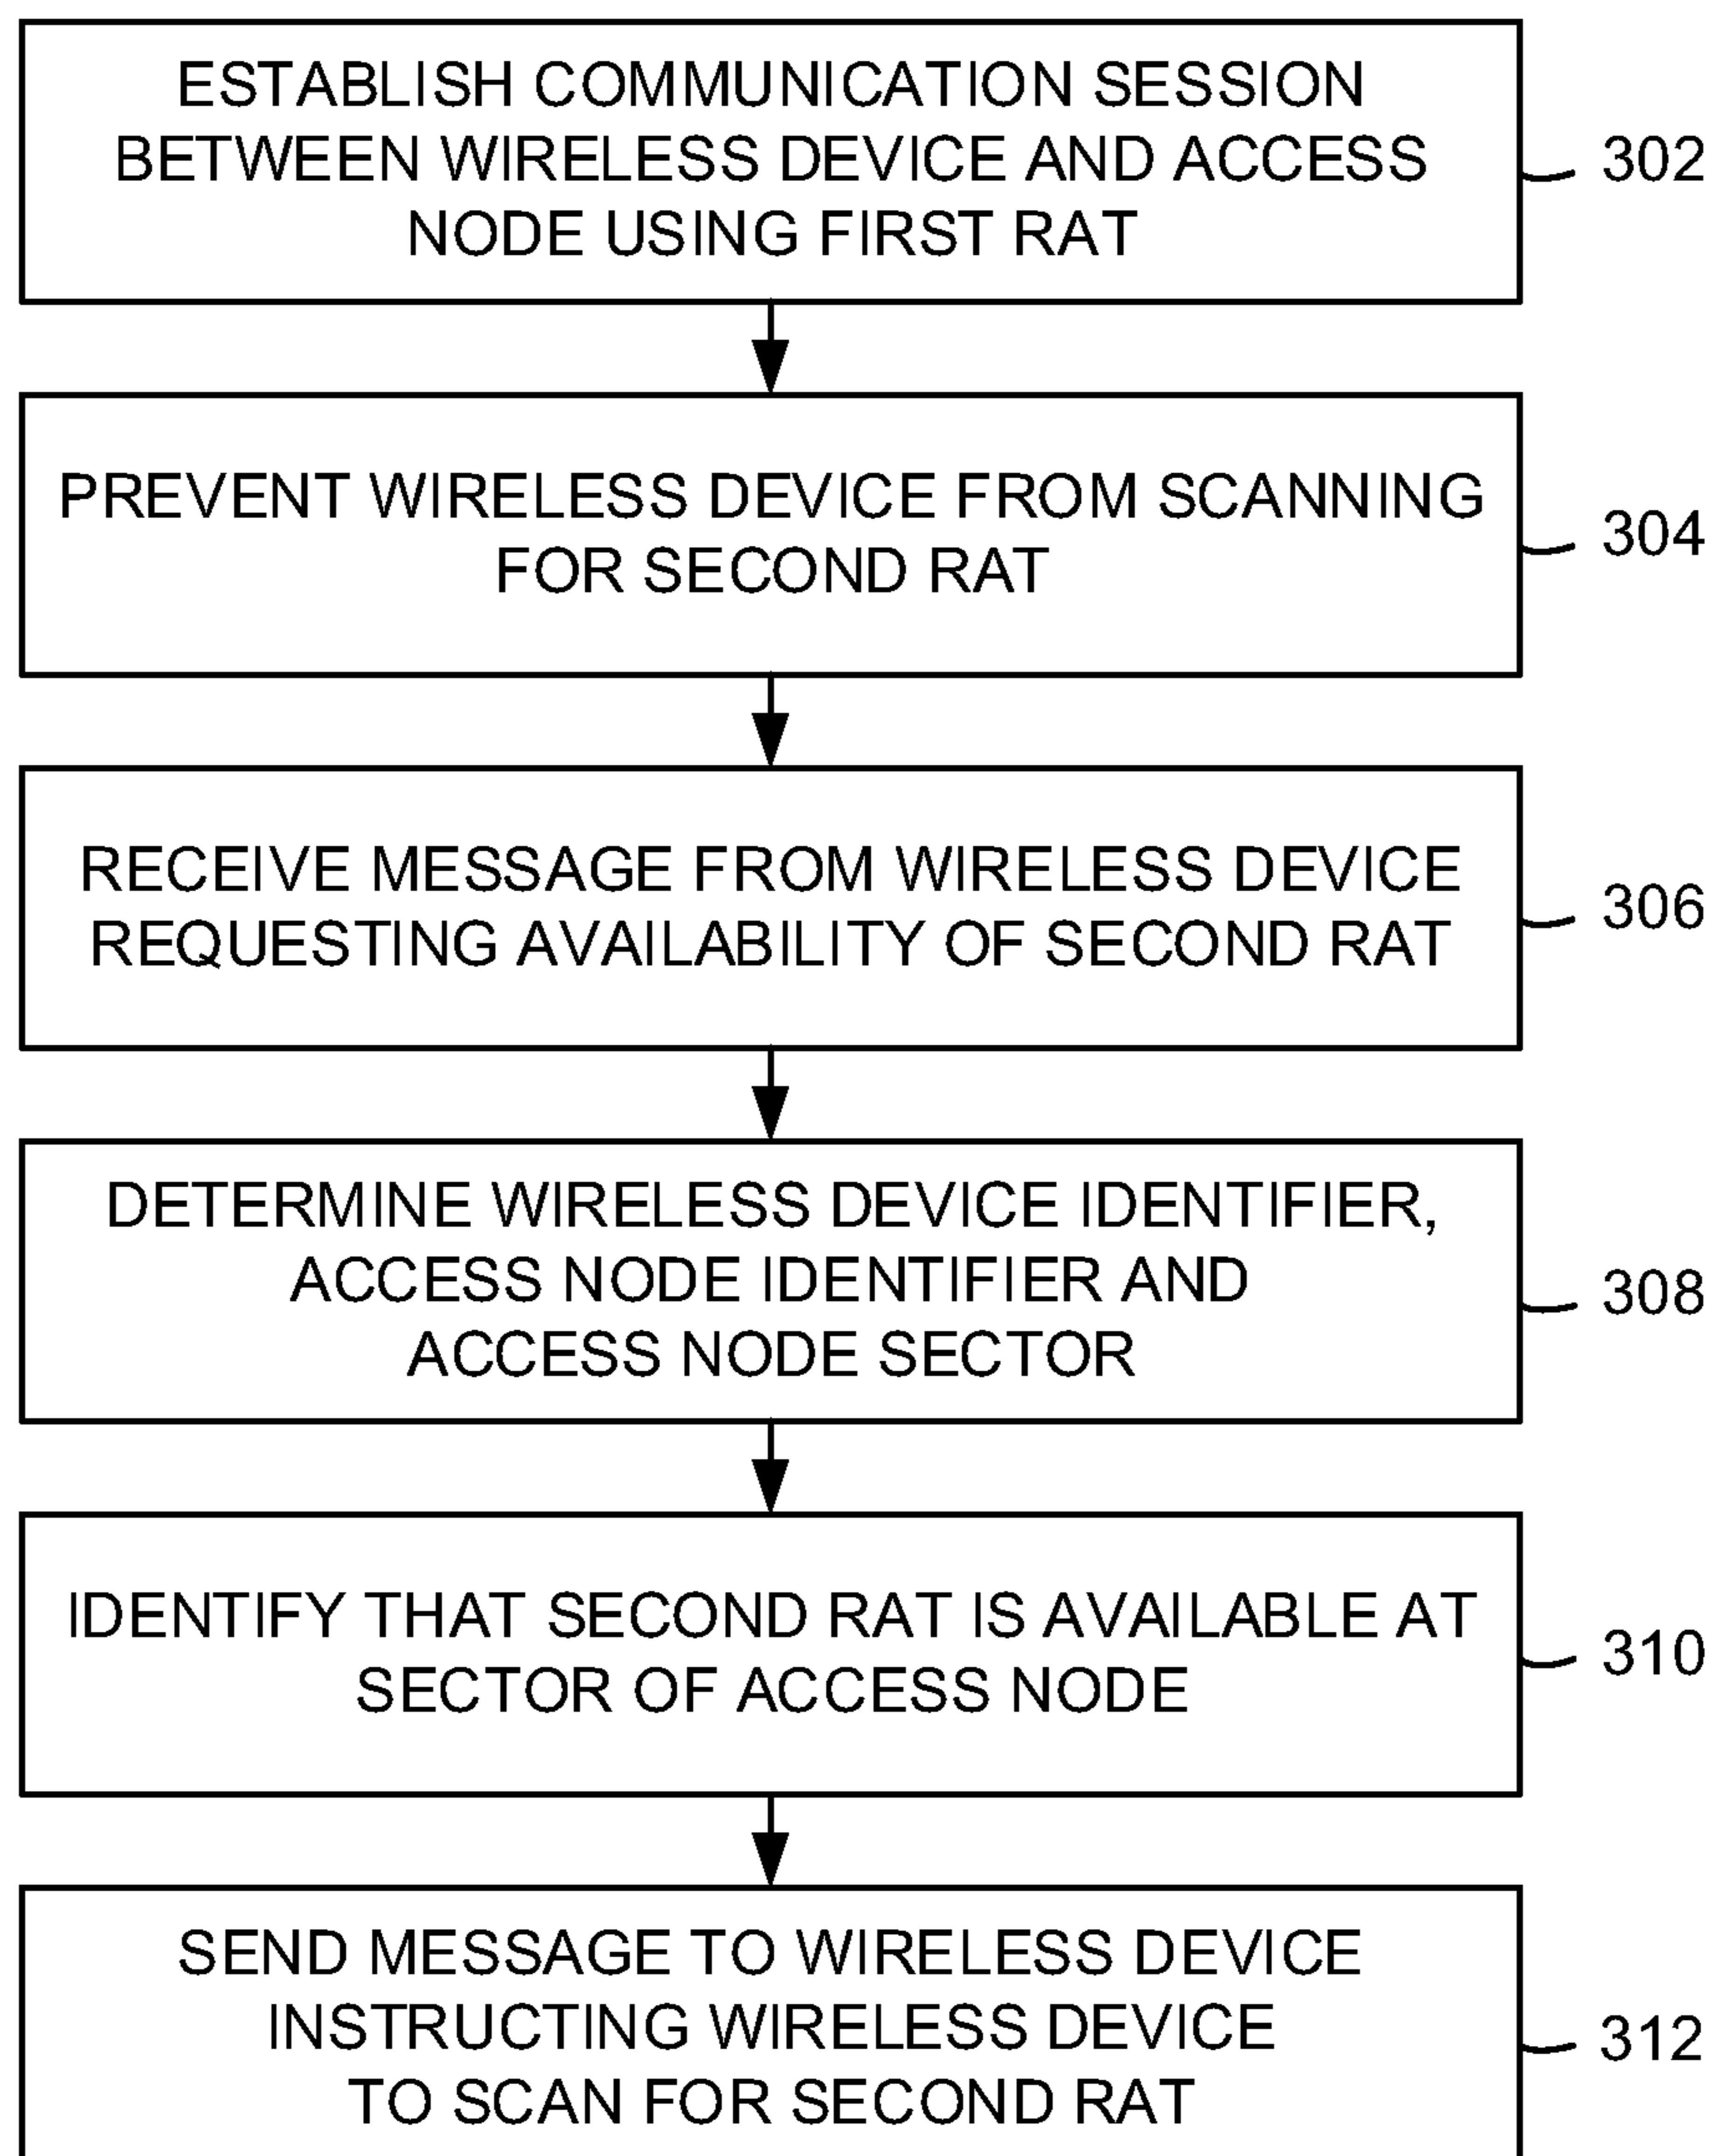 ESTABLISH COMMUNICATION SESSION
BETWEEN WIRELESS DEVICE AND ACCESS
NODE USING FIRST RAT
302
PREVENT WIRELESS DEVICE FROM SCANNING
FOR SECOND RAT
304
RECEIVE MESSAGE FROM WIRELESS DEVICE
REQUESTING AVAILABILITY OF SECOND RAT
306
DETERMINE WIRELESS DEVICE IDENTIFIER,
ACCESS NODE IDENTIFIER AND
ACCESS NODE SECTOR
308
IDENTIFY THAT SECOND RAT IS AVAILABLE AT
SECTOR OF ACCESS NODE
310
SEND MESSAGE TO WIRELESS DEVICE
INSTRUCTING WIRELESS DEVICE
TO SCAN FOR SECOND RAT
312